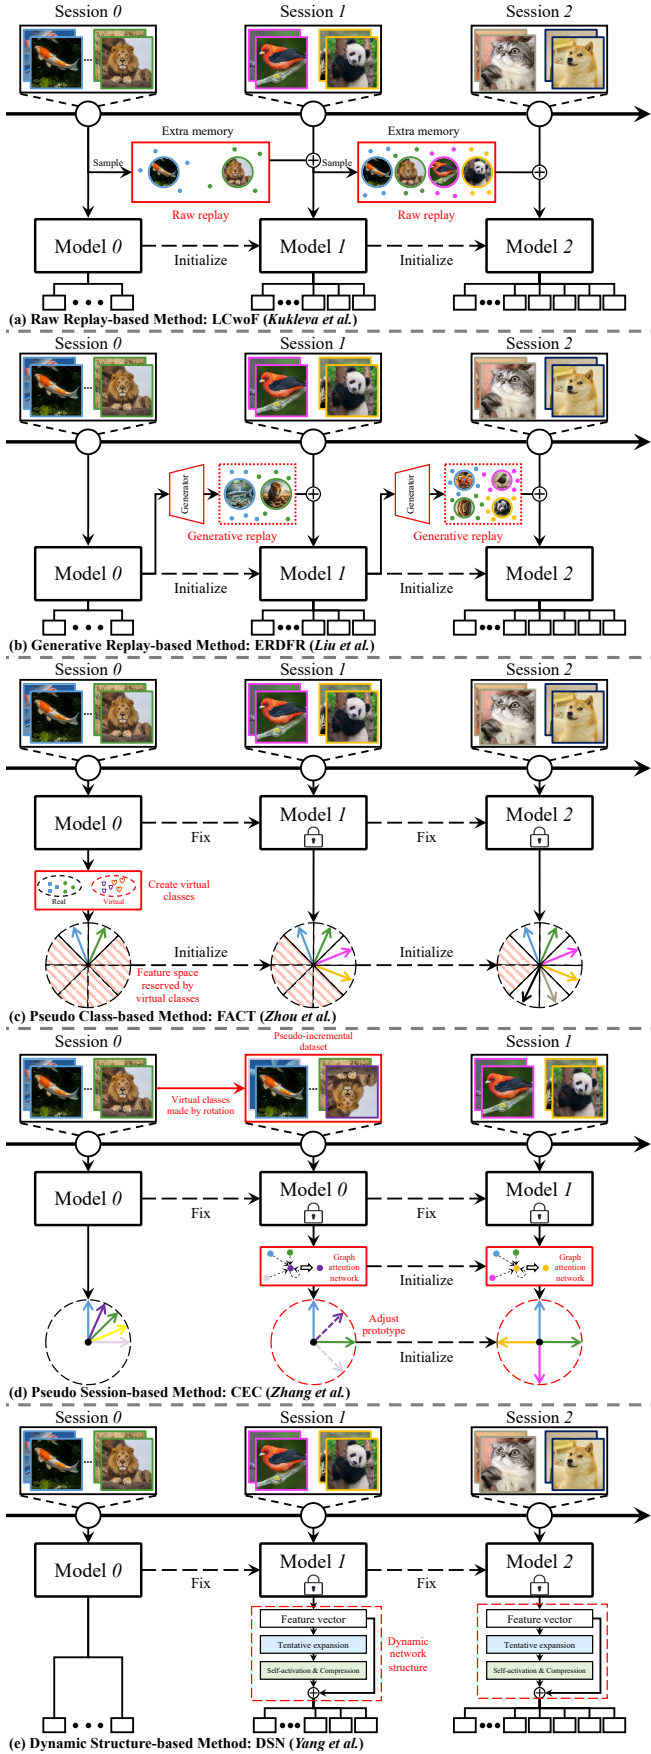 Session 0
Session 1
Session 2
...
Extra memory
Extra memory
Sample
Sample
Raw replay
Raw replay
Model 0
Initialize
Model 1
Initialize
Model 2
(a) Raw Replay-based Method: LCwoF (Kukleva et al.)
Session 0
Session 1
Session 2
...
Generator
Generator
Generative replay
Generative replay
Model 0
Initialize
Model 1
Initialize
Model 2
(b) Generative Replay-based Method: ERDFR (Liu et al.)
Session 0
Session 1
Session 2
...
Model 0
Fix
Model 1
Fix
Model 2
Real
Virtual
Create virtual
classes
Initialize
Initialize
Feature space
reserved by
virtual classes
(c) Pseudo Class-based Method: FACT (Zhou et al.)
Session 0
Pseudo-incremental
dataset
Session 1
...
...
Virtual classes
made by rotation
Model 0
Fix
Model 0
Fix
Model 1
Graph
attention
network
Initialize
Graph
attention
network
Adjust
prototype
Initialize
(d) Pseudo Session-based Method: CEC (Zhang et al.)
Session 0
Session 1
Session 2
...
Model 0
Fix
Model 1
Fix
Model 2
Feature vector
Tentative expansion
Self-activation & Compression
Dynamic
network
structure
Feature vector
Tentative expansion
Self-activation & Compression
(e) Dynamic Structure-based Method: DSN (Yang et al.)